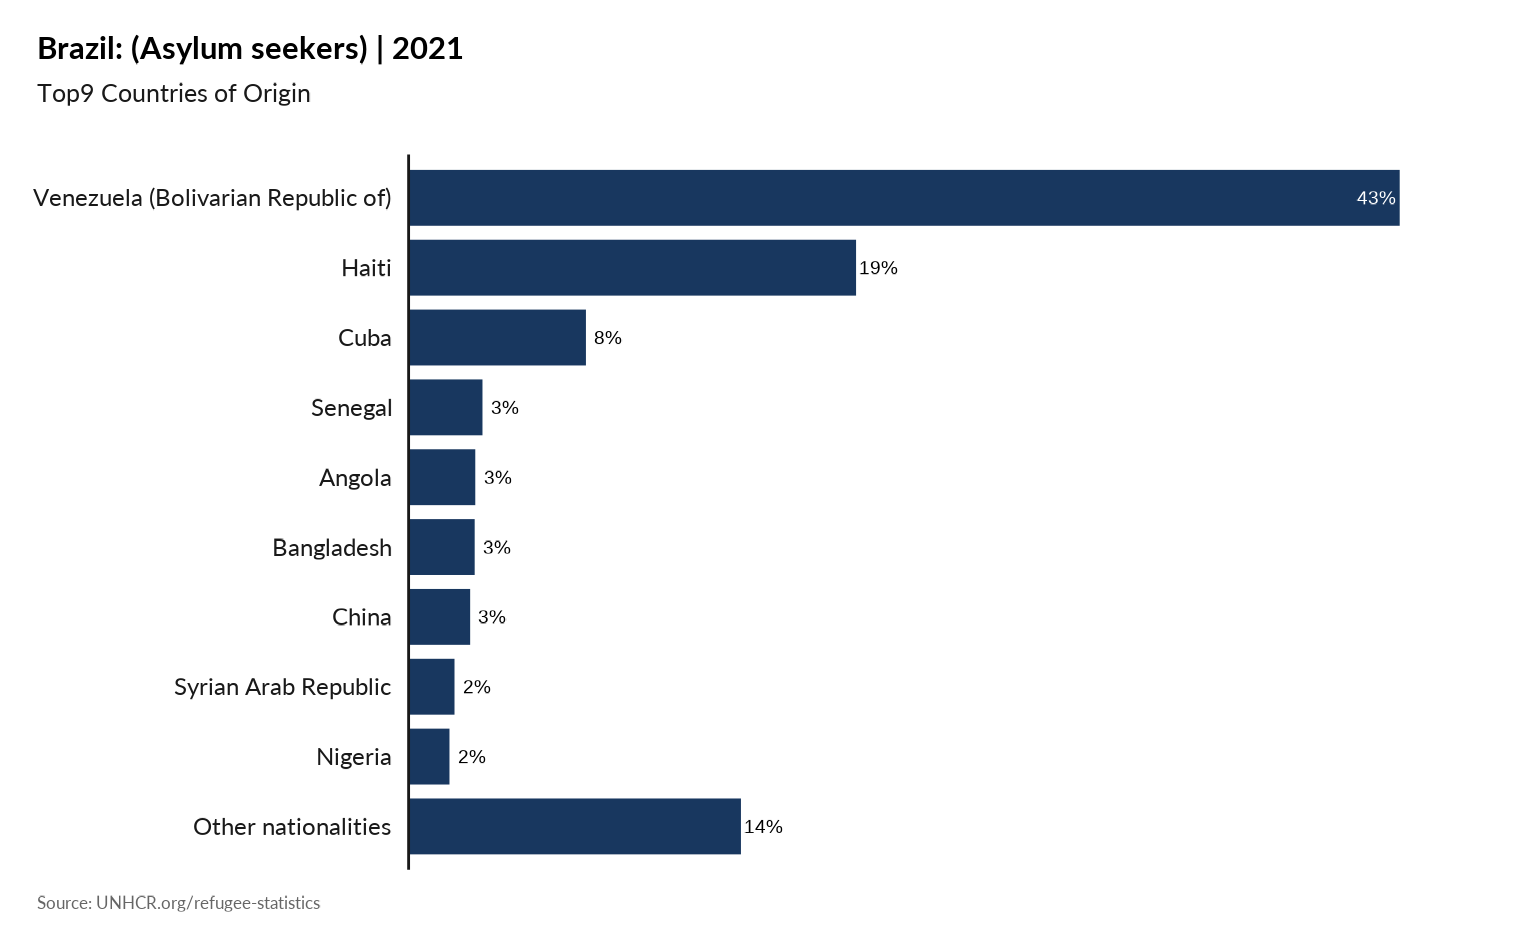 Brazil: (Asylum seekers) | 2021
Top9 Countries of Origin
Venezuela (Bolivarian Republic of) 43%
Haiti 19%
Cuba 8%
Senegal 3%
Angola 3%
Bangladesh 3%
China 3%
Syrian Arab Republic 2%
Nigeria 2%
Other nationalities 14%
Source: UNHCR.org/refugee-statistics